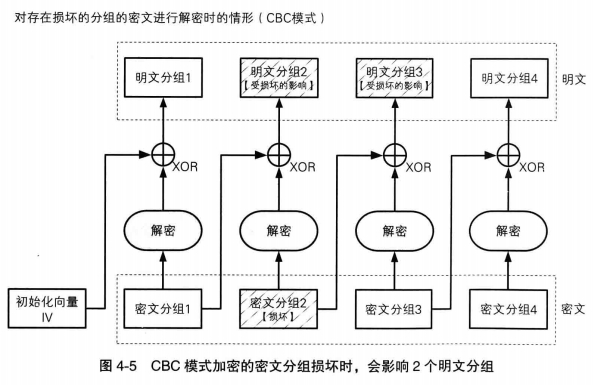 对存在损坏的分组的密文进行解密时的情形（CBC模式）
明文分组1
明文分组2
【受损坏的影响】
明文分组3
【受损坏的影响】
明文分组4
明文
XOR
XOR
XOR
XOR
解密
解密
解密
解密
初始化向量
IV
密文分组1
密文分组2
【损坏】
密文分组3
密文分组4
密文
图 4-5 CBC 模式加密的密文分组损坏时，会影响 2 个明文分组